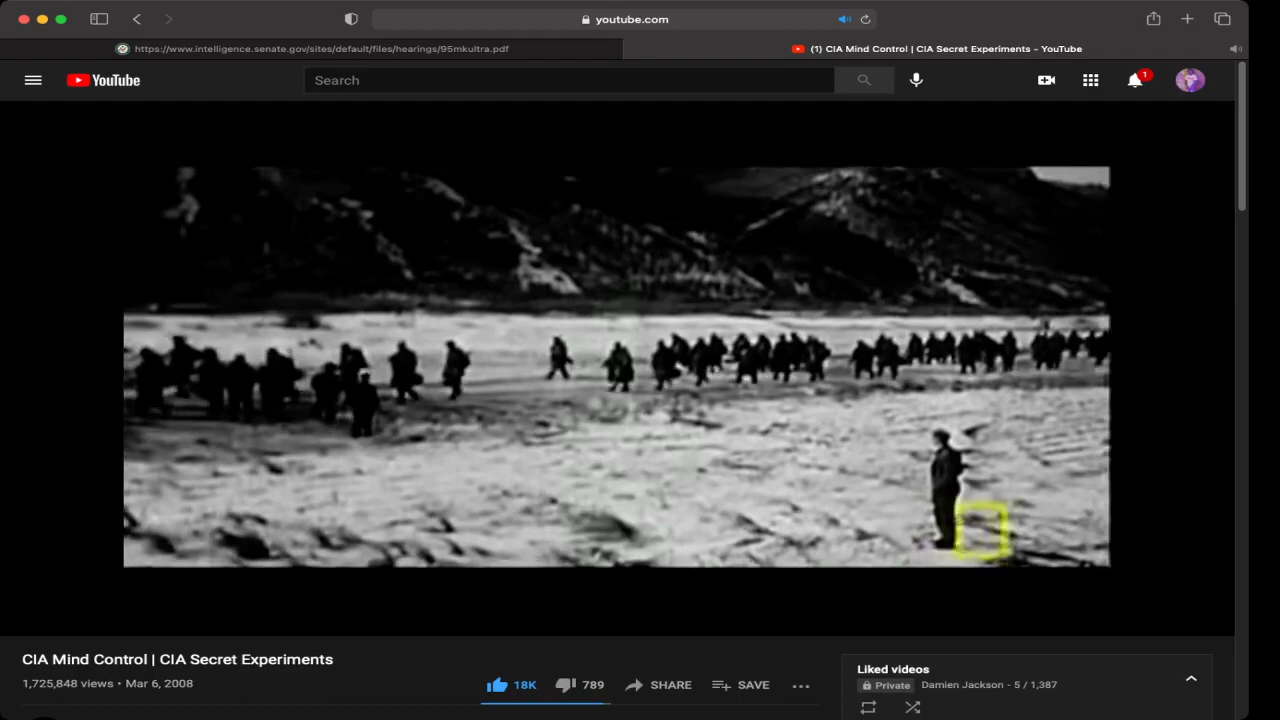 youtube.com
https://www.intelligence.senate.gov/sites/default/files/hearings/95mkultra.pdf
(1) CIA Mind Control | CIA Secret Experiments - YouTube
YouTube
Search
1
CIA Mind Control | CIA Secret Experiments
1,725,848 views • Mar 6, 2008
18K 789 SHARE SAVE
Liked videos
Private Damien Jackson - 5 / 1,387